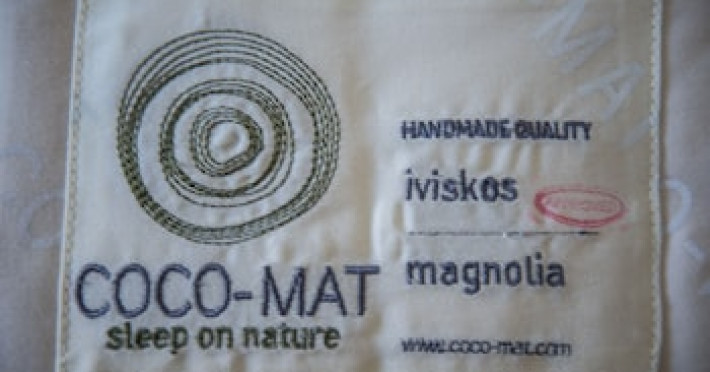 HANDMADE QUALITY
iviskos
magnolia
COCO-MAT
sleep on nature
www.coco-mat.com